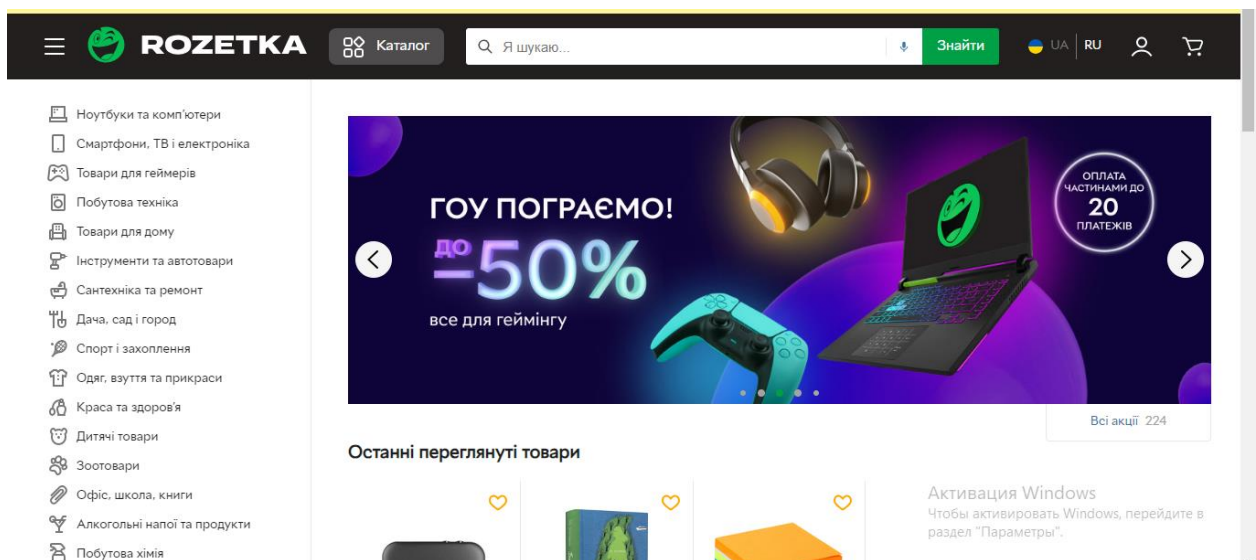 ROZETKA
Каталог
Я шукаю...
Знайти
UA
RU
Ноутбуки та комп'ютери
Смартфони, ТВ і електроніка
Товари для геймерів
Побутова техніка
Товари для дому
Інструменти та автотовари
Сантехніка та ремонт
Дача, сад і город
Спорт і захоплення
Одяг, взуття та прикраси
Краса та здоров'я
Дитячі товари
Зоотовари
Офіс, школа, книги
Алкогольні напої та продукти
Побутова хімія
ГОУ ПОГРАЄМО!
ДО
–50%
все для геймінгу
ОПЛАТА
ЧАСТИНАМИ ДО
20
ПЛАТЕЖІВ
Всі акції 224
Останні переглянуті товари
Активация Windows
Чтобы активировать Windows, перейдите в
раздел "Параметры".